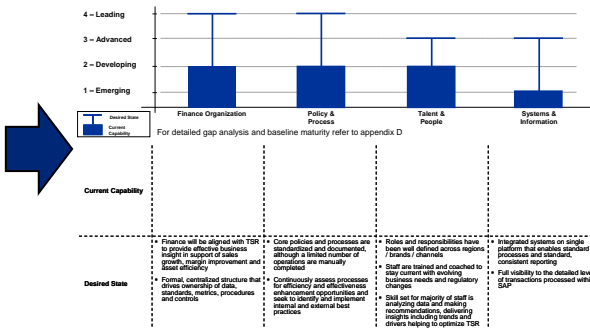 4 – Leading
3 – Advanced
2 – Developing
1 – Emerging
Finance Organization
Policy &
Process
Talent &
People
Systems &
Information
Desired State
Current
Capability
For detailed gap analysis and baseline maturity refer to appendix D
Current Capability
Desired State
• Finance will be aligned with TSR
to provide effective business
insight in support of sales
growth, margin improvement and
asset efficiency
• Formal, centralized structure that
drives ownership of data,
standards, metrics, procedures
and controls
• Core policies and processes are
standardized and documented,
although a limited number of
operations are manually
completed
• Continuously assess processes
for efficiency and effectiveness
enhancement opportunities and
seek to identify and implement
internal and external best
practices
• Roles and responsibilities have
been well defined across regions
/ brands / channels
• Staff are trained and coached to
stay current with evolving
business needs and regulatory
changes
• Skill set for majority of staff is
analyzing data and making
recommendations, delivering
insights including trends and
drivers helping to optimize TSR
• Integrated systems on single
platform that enables standard
processes and standard,
consistent reporting
• Full visibility to the detailed leve
of transactions processed withi
SAP